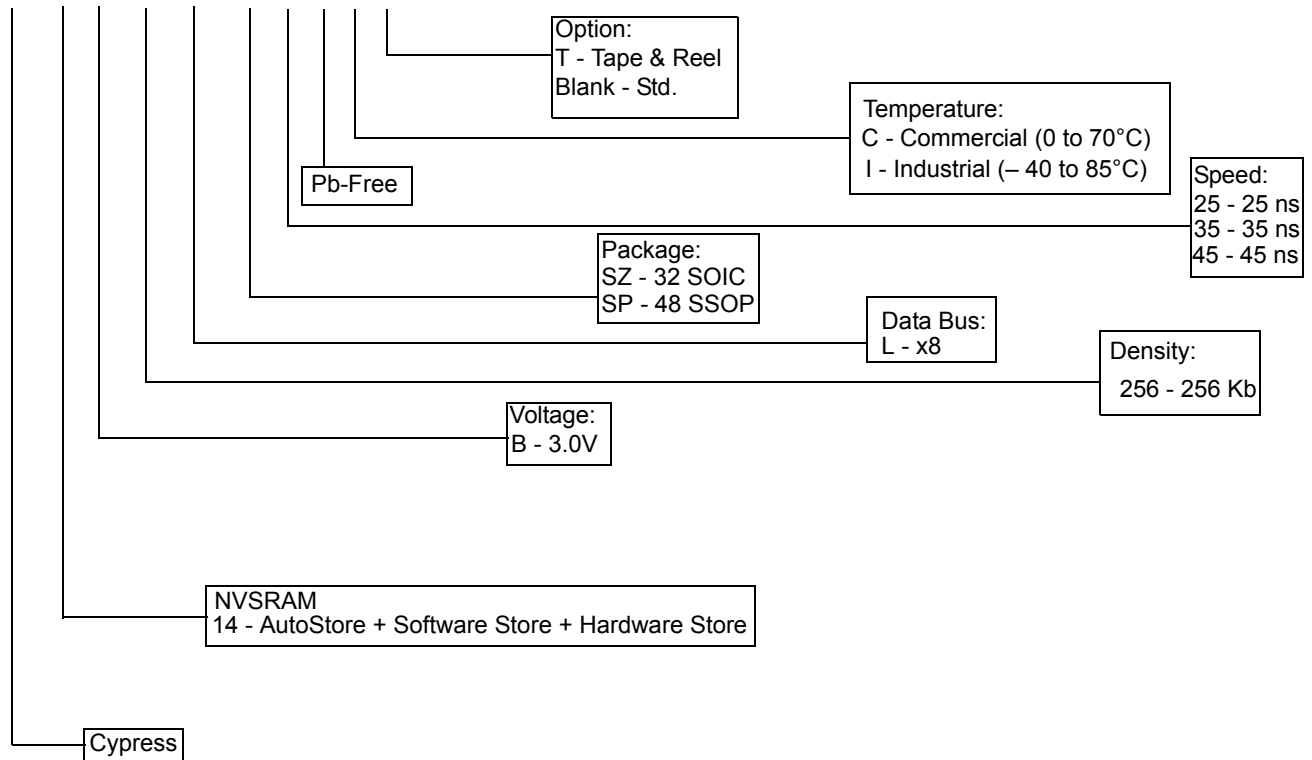 Option:
T - Tape & Reel
Blank - Std.
Temperature:
C - Commercial (0 to 70°C)
I - Industrial (– 40 to 85°C)
Pb-Free
Speed:
25 - 25 ns
35 - 35 ns
45 - 45 ns
Package:
SZ - 32 SOIC
SP - 48 SSOP
Data Bus:
L - x8
Density:
256 - 256 Kb
Voltage:
B - 3.0V
NVSRAM
14 - AutoStore + Software Store + Hardware Store
Cypress